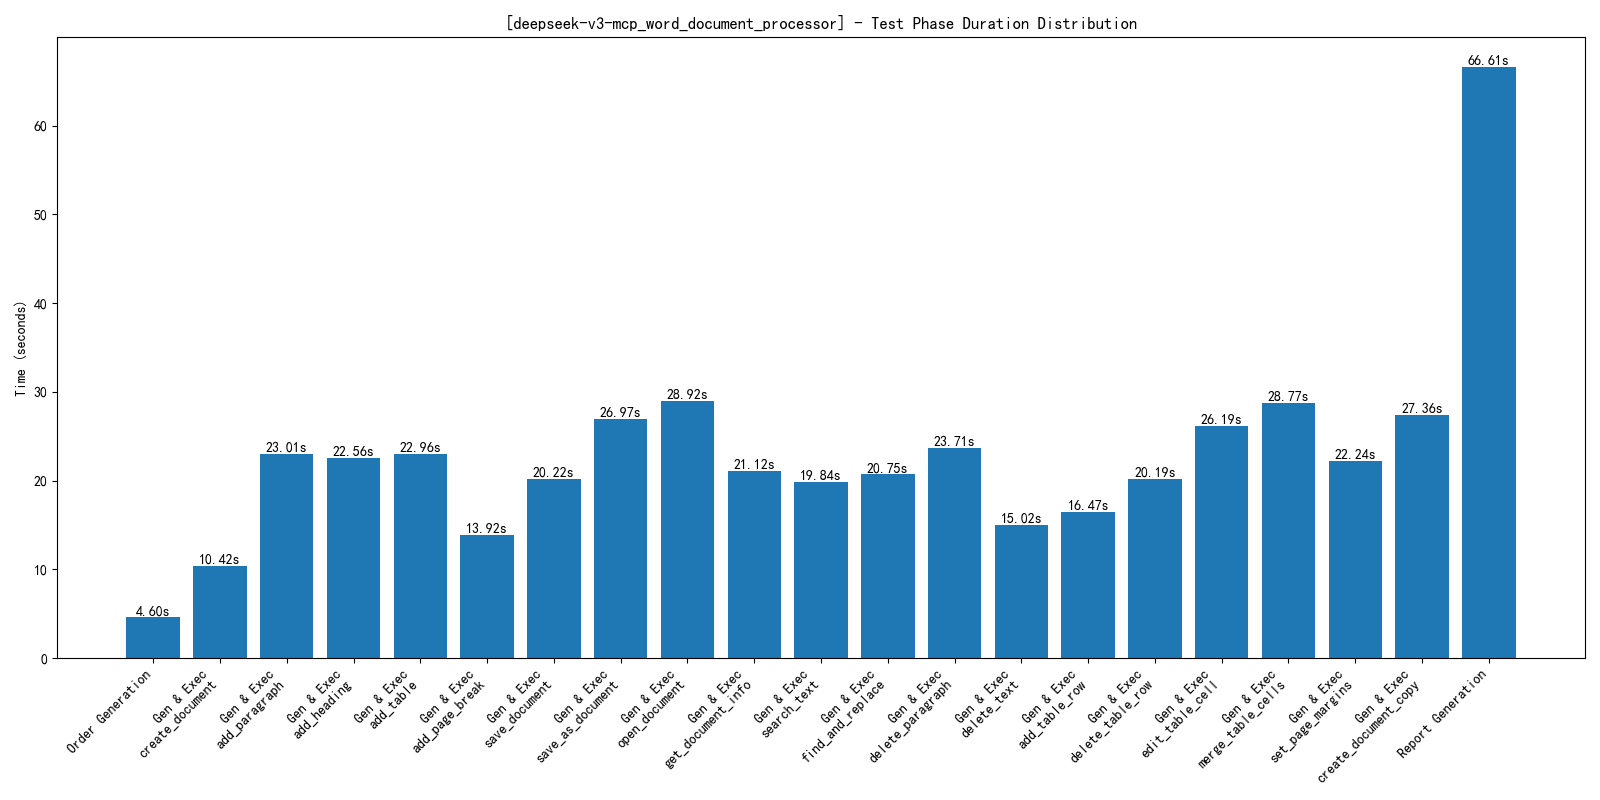 [deepseek-v3-mcp_word_document_processor] - Test Phase Duration Distribution
Time (seconds)
60
50
40
30
20
10
0
4.60s
10.42s
23.01s
22.56s
22.96s
13.92s
20.22s
26.97s
28.92s
21.12s
19.84s
20.75s
23.71s
15.02s
16.47s
20.19s
26.19s
28.77s
22.24s
27.36s
66.61s
Order Generation
Gen & Exec
create_document
Gen & Exec
add_paragraph
Gen & Exec
add_heading
Gen & Exec
add_table
Gen & Exec
add_page_break
Gen & Exec
save_document
Gen & Exec
save_as_document
Gen & Exec
open_document
Gen & Exec
get_document_info
Gen & Exec
search_text
Gen & Exec
find_and_replace
Gen & Exec
delete_paragraph
Gen & Exec
delete_text
Gen & Exec
add_table_row
Gen & Exec
delete_table_row
Gen & Exec
edit_table_cell
Gen & Exec
merge_table_cells
Gen & Exec
set_page_margins
Gen & Exec
create_document_copy
Report Generation